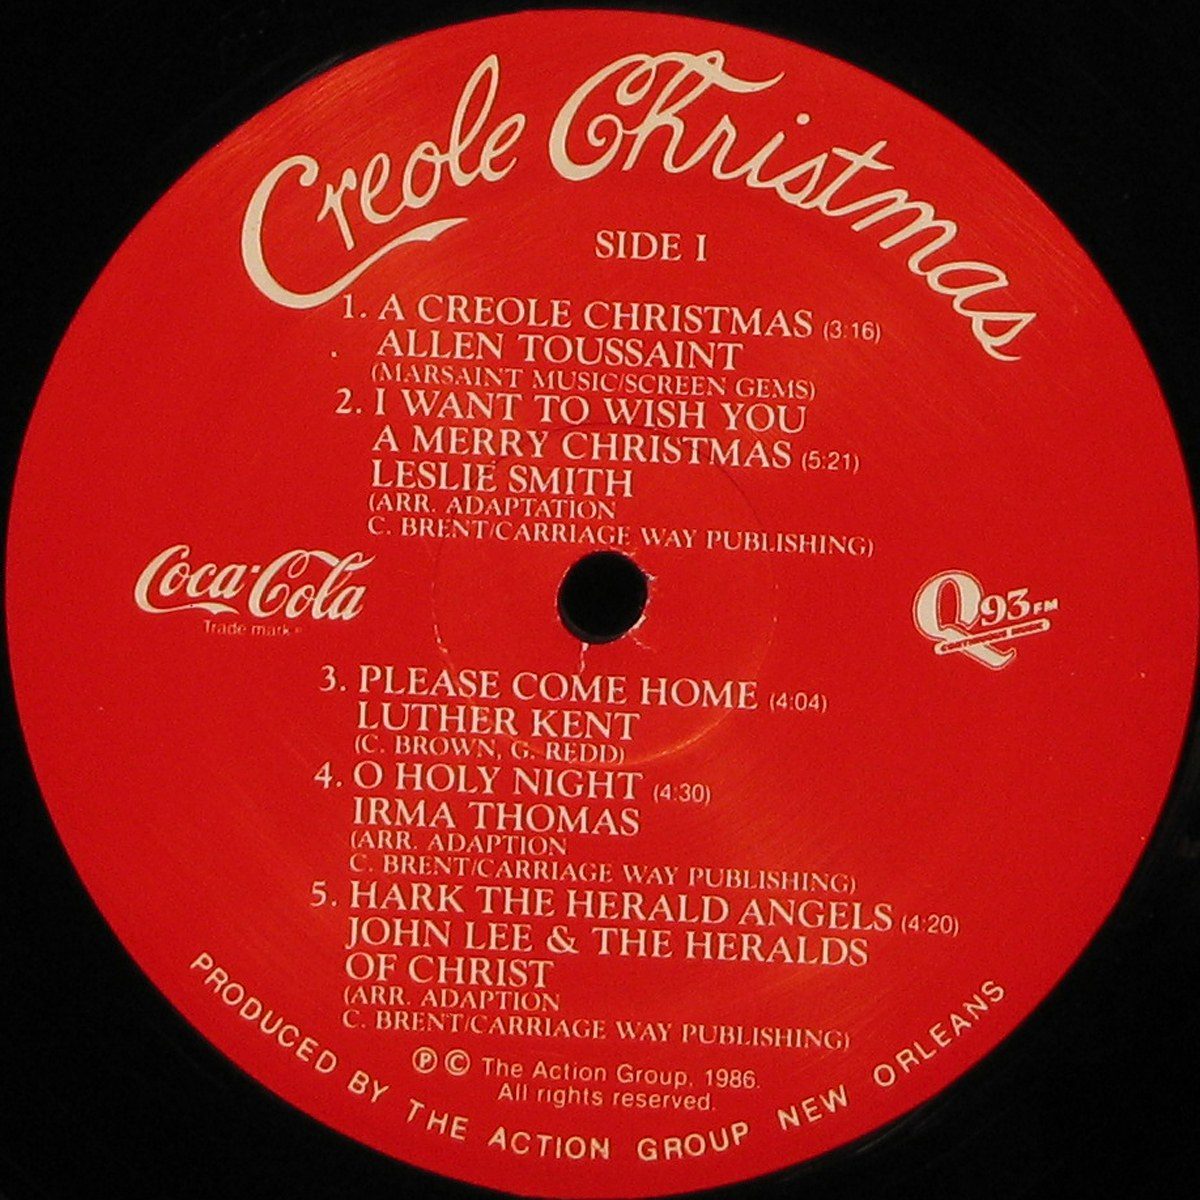 Creole Christmas
SIDE I
1. A CREOLE CHRISTMAS (3:16)
ALLEN TOUSSAINT
(MARSAINT MUSIC/SCREEN GEMS)
2. I WANT TO WISH YOU
A MERRY CHRISTMAS (5:21)
LESLIE SMITH
(ARR. ADAPTATION
C. BRENT/CARRIAGE WAY PUBLISHING)
Coca-Cola
Trade mark ®
Q93 FM
CONTINUOUS MUSIC
3. PLEASE COME HOME (4:04)
LUTHER KENT
(C. BROWN, G. REDD)
4. O HOLY NIGHT (4:30)
IRMA THOMAS
(ARR. ADAPTION
C. BRENT/CARRIAGE WAY PUBLISHING)
5. HARK THE HERALD ANGELS (4:20)
JOHN LEE & THE HERALDS
OF CHRIST
(ARR. ADAPTION
C. BRENT/CARRIAGE WAY PUBLISHING)
℗ © The Action Group, 1986.
All rights reserved.
PRODUCED BY THE ACTION GROUP NEW ORLEANS